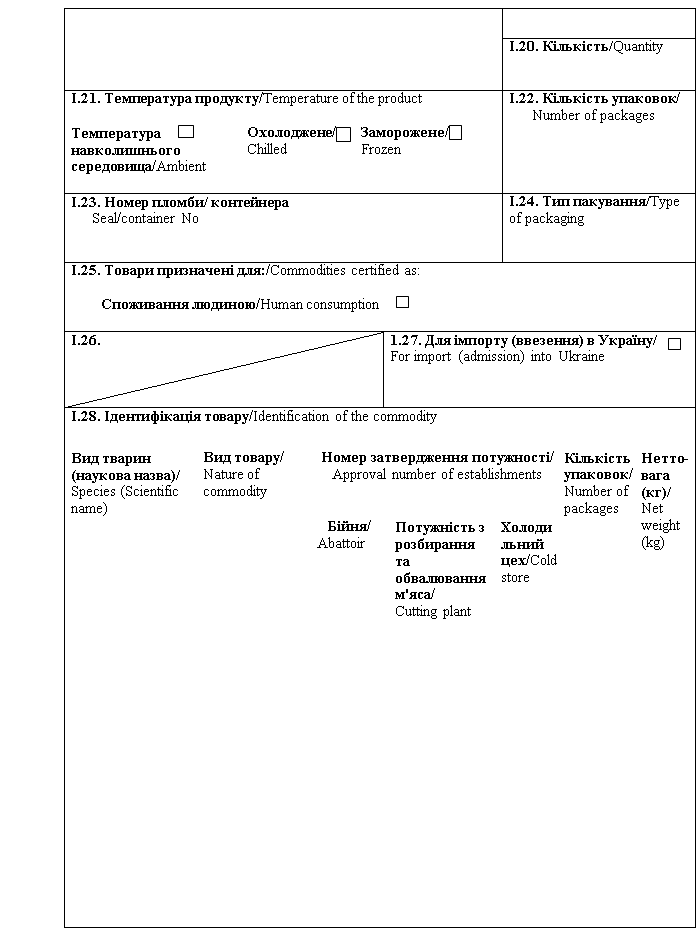 I.20. Кількість/Quantity
I.21. Температура продукту/Temperature of the product
I.22. Кількість упаковок/
Number of packages
Температура
навколишнього
середовища/Ambient
Охолоджене/
Chilled
Заморожене/
Frozen
I.23. Номер пломби/ контейнера
Seal/container No
I.24. Тип пакування/Type
of packaging
I.25. Товари призначені для:/Commodities certified as:
Споживання людиною/Human consumption
I.26.
1.27. Для імпорту (ввезення) в Україну/
For import (admission) into Ukraine
I.28. Ідентифікація товару/Identification of the commodity
Вид тварин
(наукова назва)/
Species (Scientific
name)
Вид товару/
Nature of
commodity
Номер затвердження потужності/
Approval number of establishments
Кількість
упаковок/
Number of
packages
Нетто-
вага
(кг)/
Net
weight
(kg)
Бійня/
Abattoir
Потужність з
розбирання
та
обвалювання
м'яса/
Cutting plant
Холоди
льний
цех/Cold
store